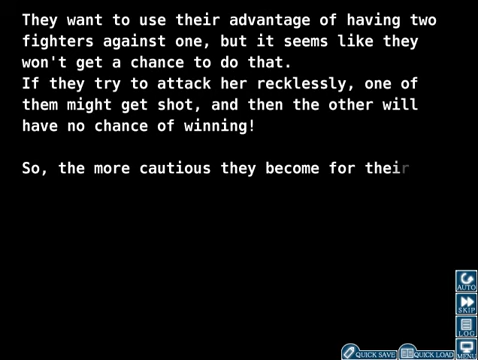 They want to use their advantage of having two
fighters against one, but it seems like they
won't get a chance to do that.
If they try to attack her recklessly, one of
them might get shot, and then the other will
have no chance of winning!
So, the more cautious they become for their
AUTO
SKIP
LOG
QUICK SAVE
QUICK LOAD
MENU